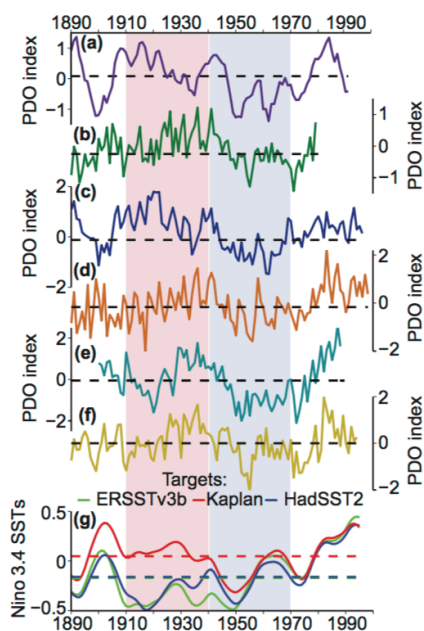 1890 1910 1930 1950 1970 1990
(a)
PDO index
1
0
−1
(b)
PDO index
1
0
−1
(c)
PDO index
2
0
−2
(d)
PDO index
2
0
−2
(e)
PDO index
2
0
−2
(f)
PDO index
2
0
−2
Targets:
ERSSTv3b Kaplan HadSST2
(g)
Nino 3.4 SSTs
0.5
0
−0.5
1890 1910 1930 1950 1970 1990